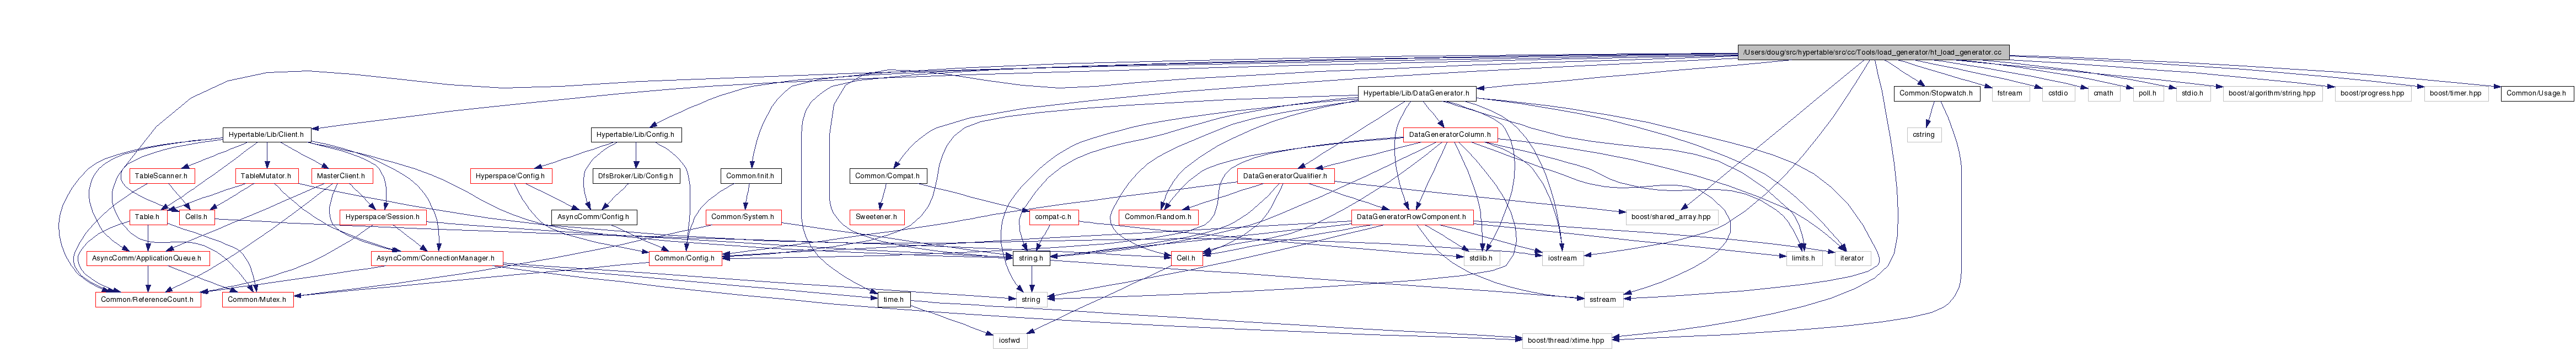 /Users/doug/src/hypertable/src/cc/Tools/load_generator/ht_load_generator.cc
Hypertable/Lib/DataGenerator.h
Common/Stopwatch.h
fstream
cstdio
cmath
poll.h
stdio.h
boost/algorithm/string.hpp
boost/progress.hpp
boost/timer.hpp
Common/Usage.h
Hypertable/Lib/Client.h
Hypertable/Lib/Config.h
DataGeneratorColumn.h
cstring
TableScanner.h
TableMutator.h
MasterClient.h
Hyperspace/Config.h
DfsBroker/Lib/Config.h
Common/Init.h
Common/Compat.h
DataGeneratorQualifier.h
Table.h
Cells.h
Hyperspace/Session.h
AsyncComm/Config.h
Common/System.h
Sweetener.h
compat-c.h
Common/Random.h
DataGeneratorRowComponent.h
boost/shared_array.hpp
AsyncComm/ApplicationQueue.h
AsyncComm/ConnectionManager.h
Common/Config.h
string.h
Cell.h
stdlib.h
iostream
limits.h
iterator
Common/ReferenceCount.h
Common/Mutex.h
time.h
string
sstream
iosfwd
boost/thread/xtime.hpp